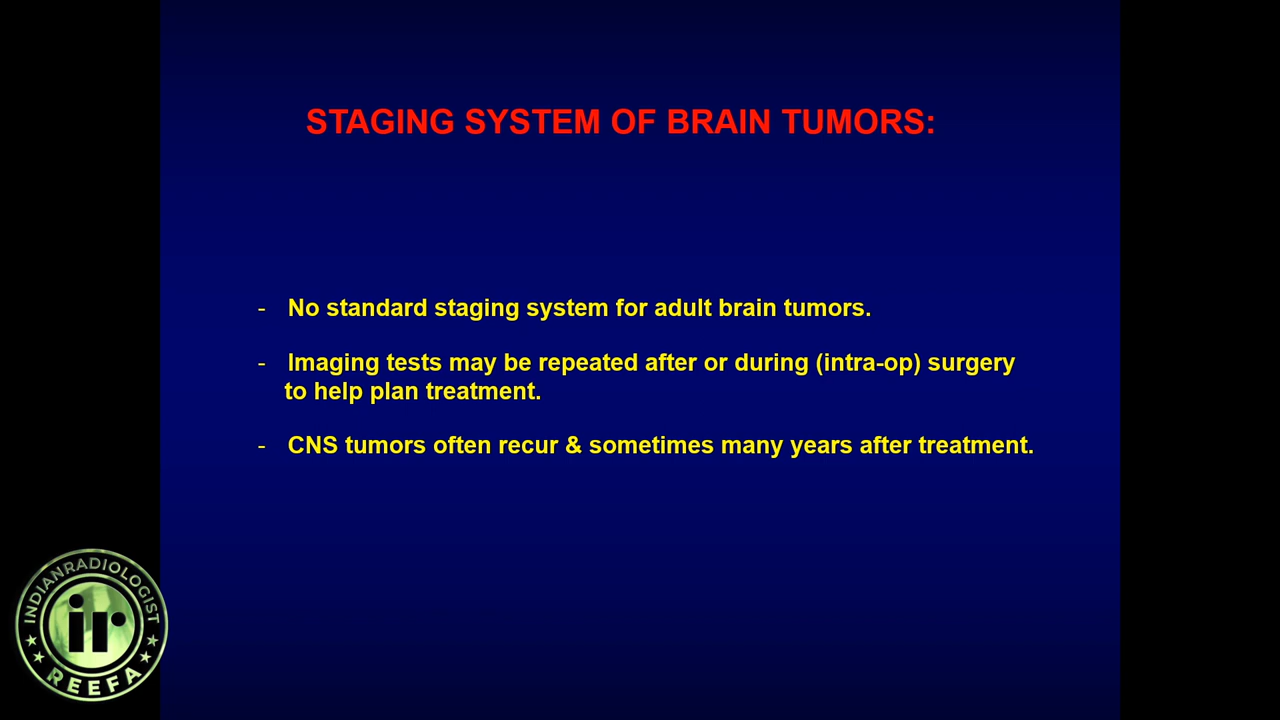 STAGING SYSTEM OF BRAIN TUMORS:
- No standard staging system for adult brain tumors.
- Imaging tests may be repeated after or during (intra-op) surgery
to help plan treatment.
- CNS tumors often recur & sometimes many years after treatment.
INDIANRADIOLOGIST
ir
REEFA